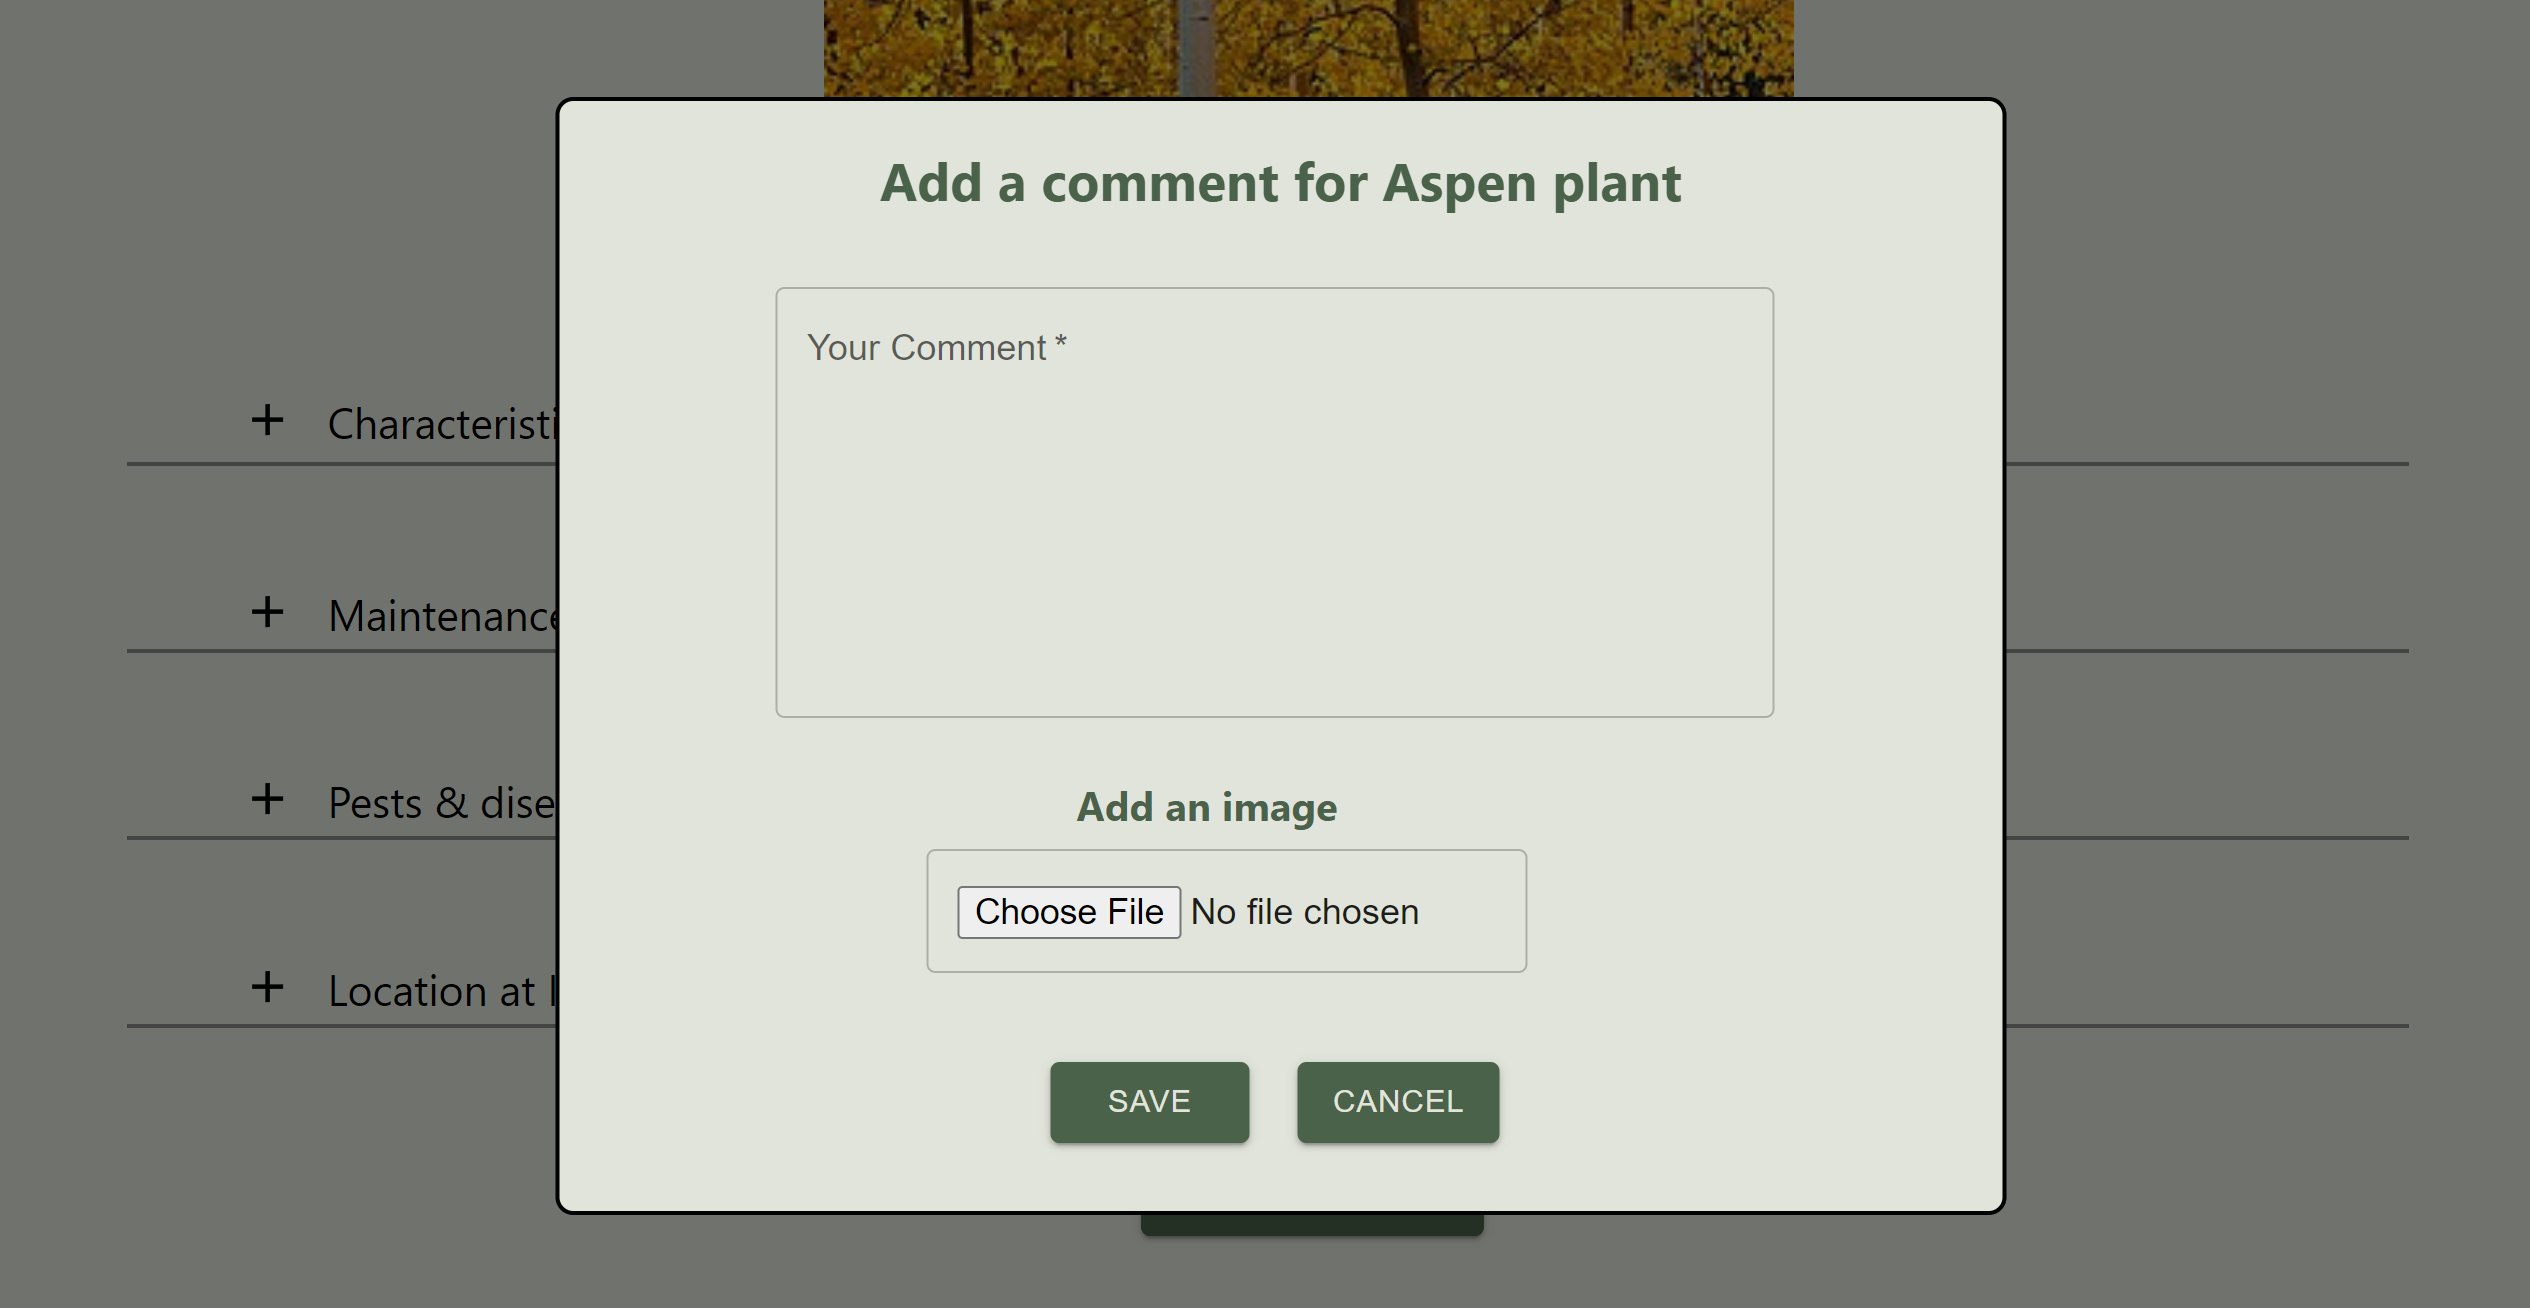 Add a comment for Aspen plant
Your Comment *
+ Characteristi
+ Maintenance
+ Pests & dise
+ Location at
Add an image
Choose File No file chosen
SAVE CANCEL